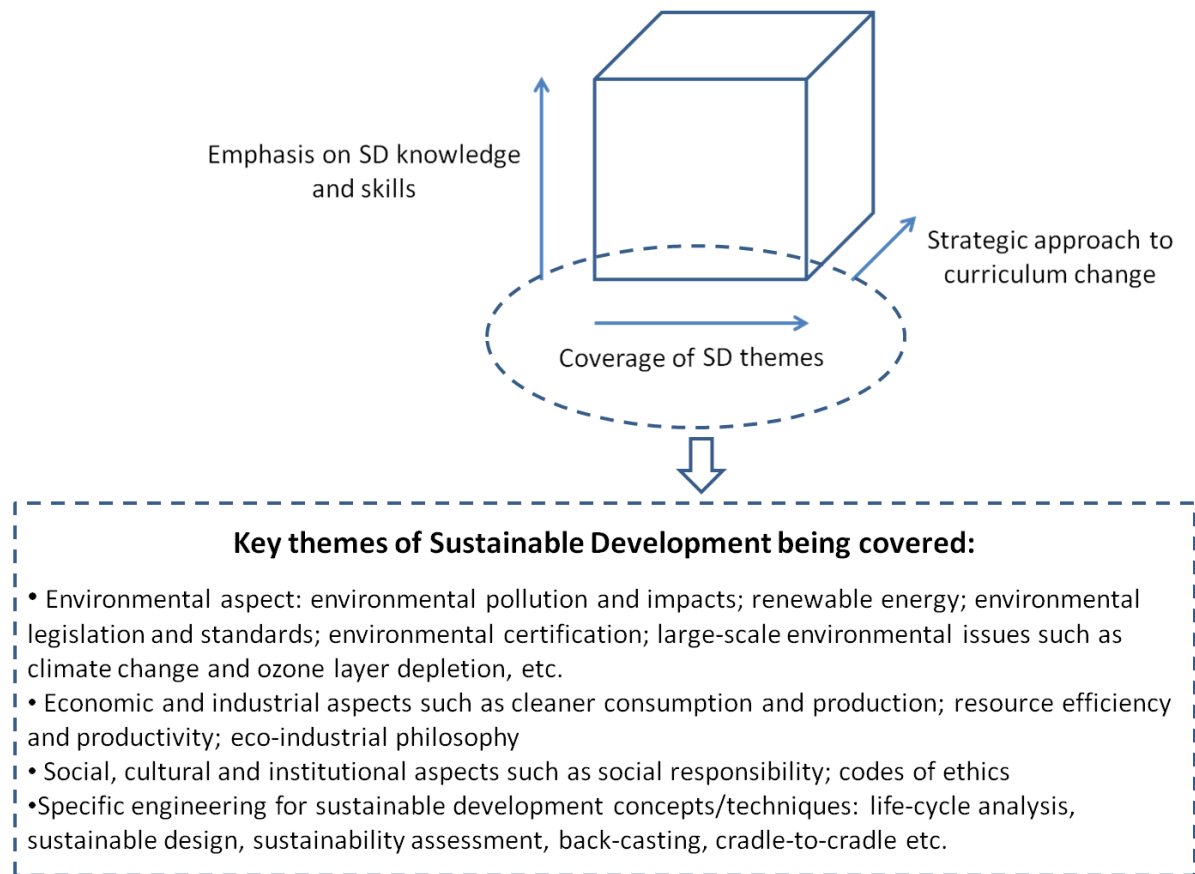 Emphasis on SD knowledge
and skills
Strategic approach to
curriculum change
Coverage of SD themes
Key themes of Sustainable Development being covered:
• Environmental aspect: environmental pollution and impacts; renewable energy; environmental
legislation and standards; environmental certification; large-scale environmental issues such as
climate change and ozone layer depletion, etc.
• Economic and industrial aspects such as cleaner consumption and production; resource efficiency
and productivity; eco-industrial philosophy
• Social, cultural and institutional aspects such as social responsibility; codes of ethics
•Specific engineering for sustainable development concepts/techniques: life-cycle analysis,
sustainable design, sustainability assessment, back-casting, cradle-to-cradle etc.